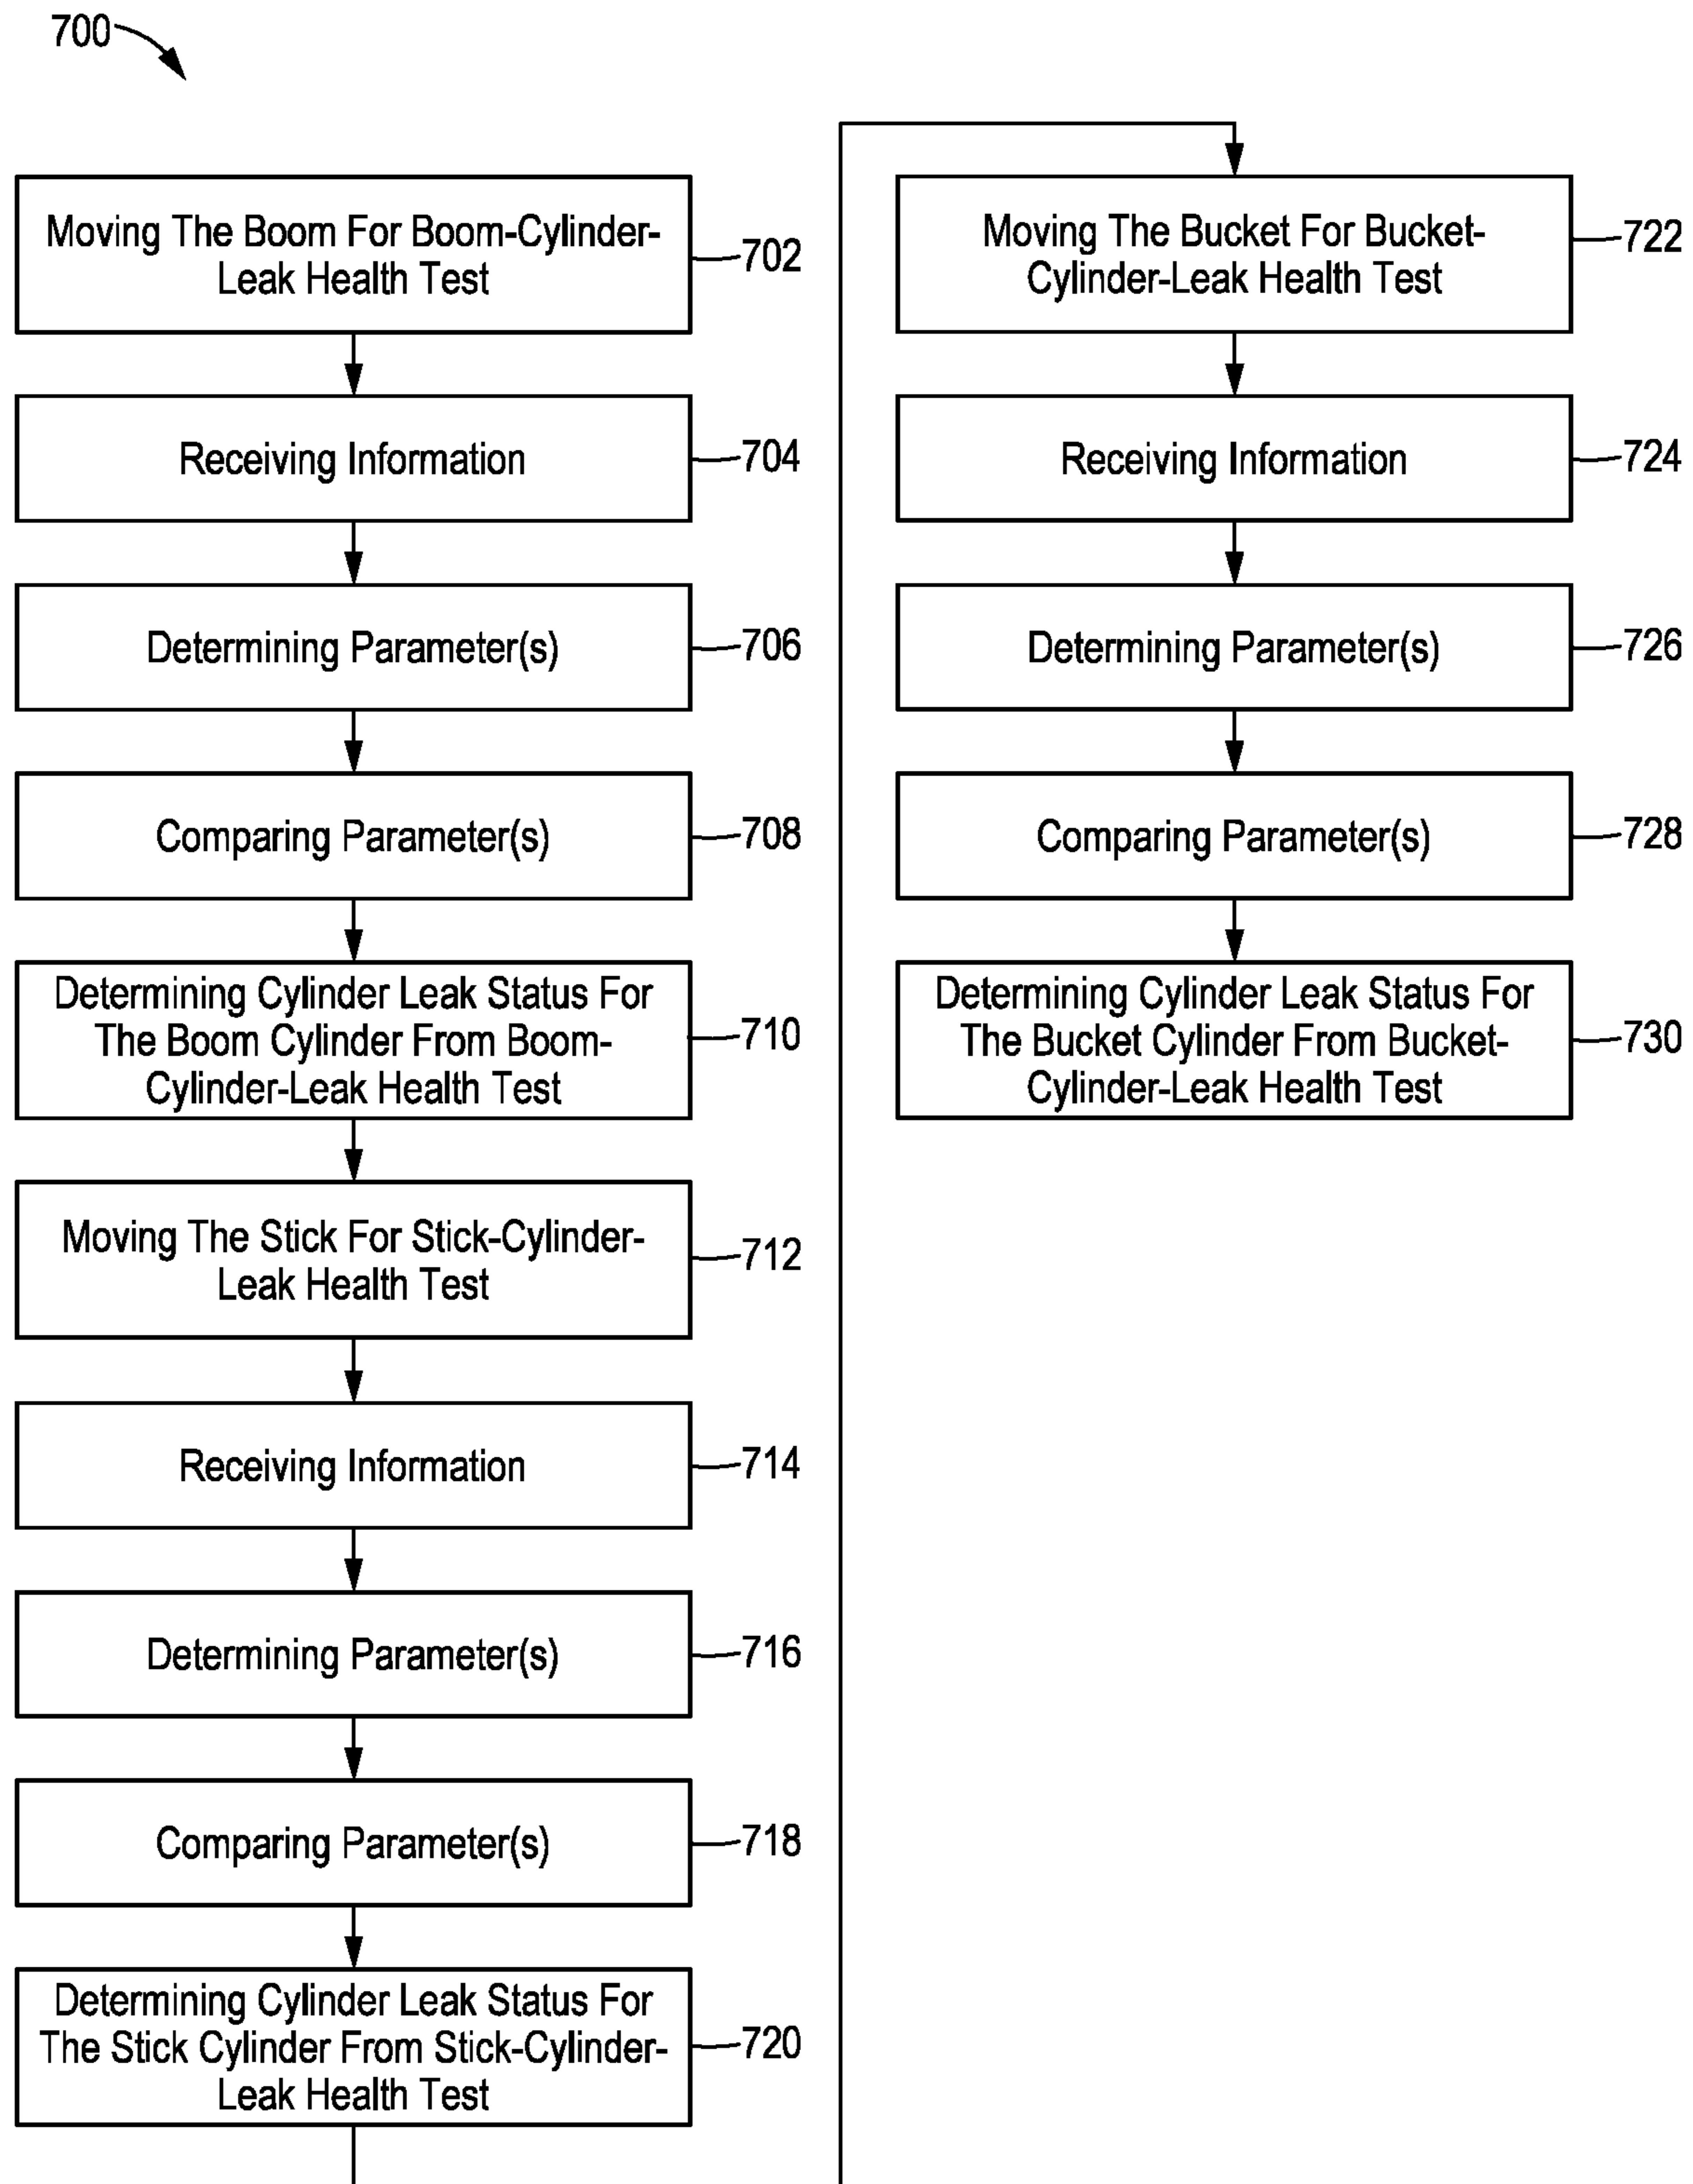 700
Moving The Boom For Boom-Cylinder-
Leak Health Test
702
Receiving Information
704
Determining Parameter(s)
706
Comparing Parameter(s)
708
Determining Cylinder Leak Status For
The Boom Cylinder From Boom-
Cylinder-Leak Health Test
710
Moving The Stick For Stick-Cylinder-
Leak Health Test
712
Receiving Information
714
Determining Parameter(s)
716
Comparing Parameter(s)
718
Determining Cylinder Leak Status For
The Stick Cylinder From Stick-Cylinder-
Leak Health Test
720
Moving The Bucket For Bucket-
Cylinder-Leak Health Test
722
Receiving Information
724
Determining Parameter(s)
726
Comparing Parameter(s)
728
Determining Cylinder Leak Status For
The Bucket Cylinder From Bucket-
Cylinder-Leak Health Test
730